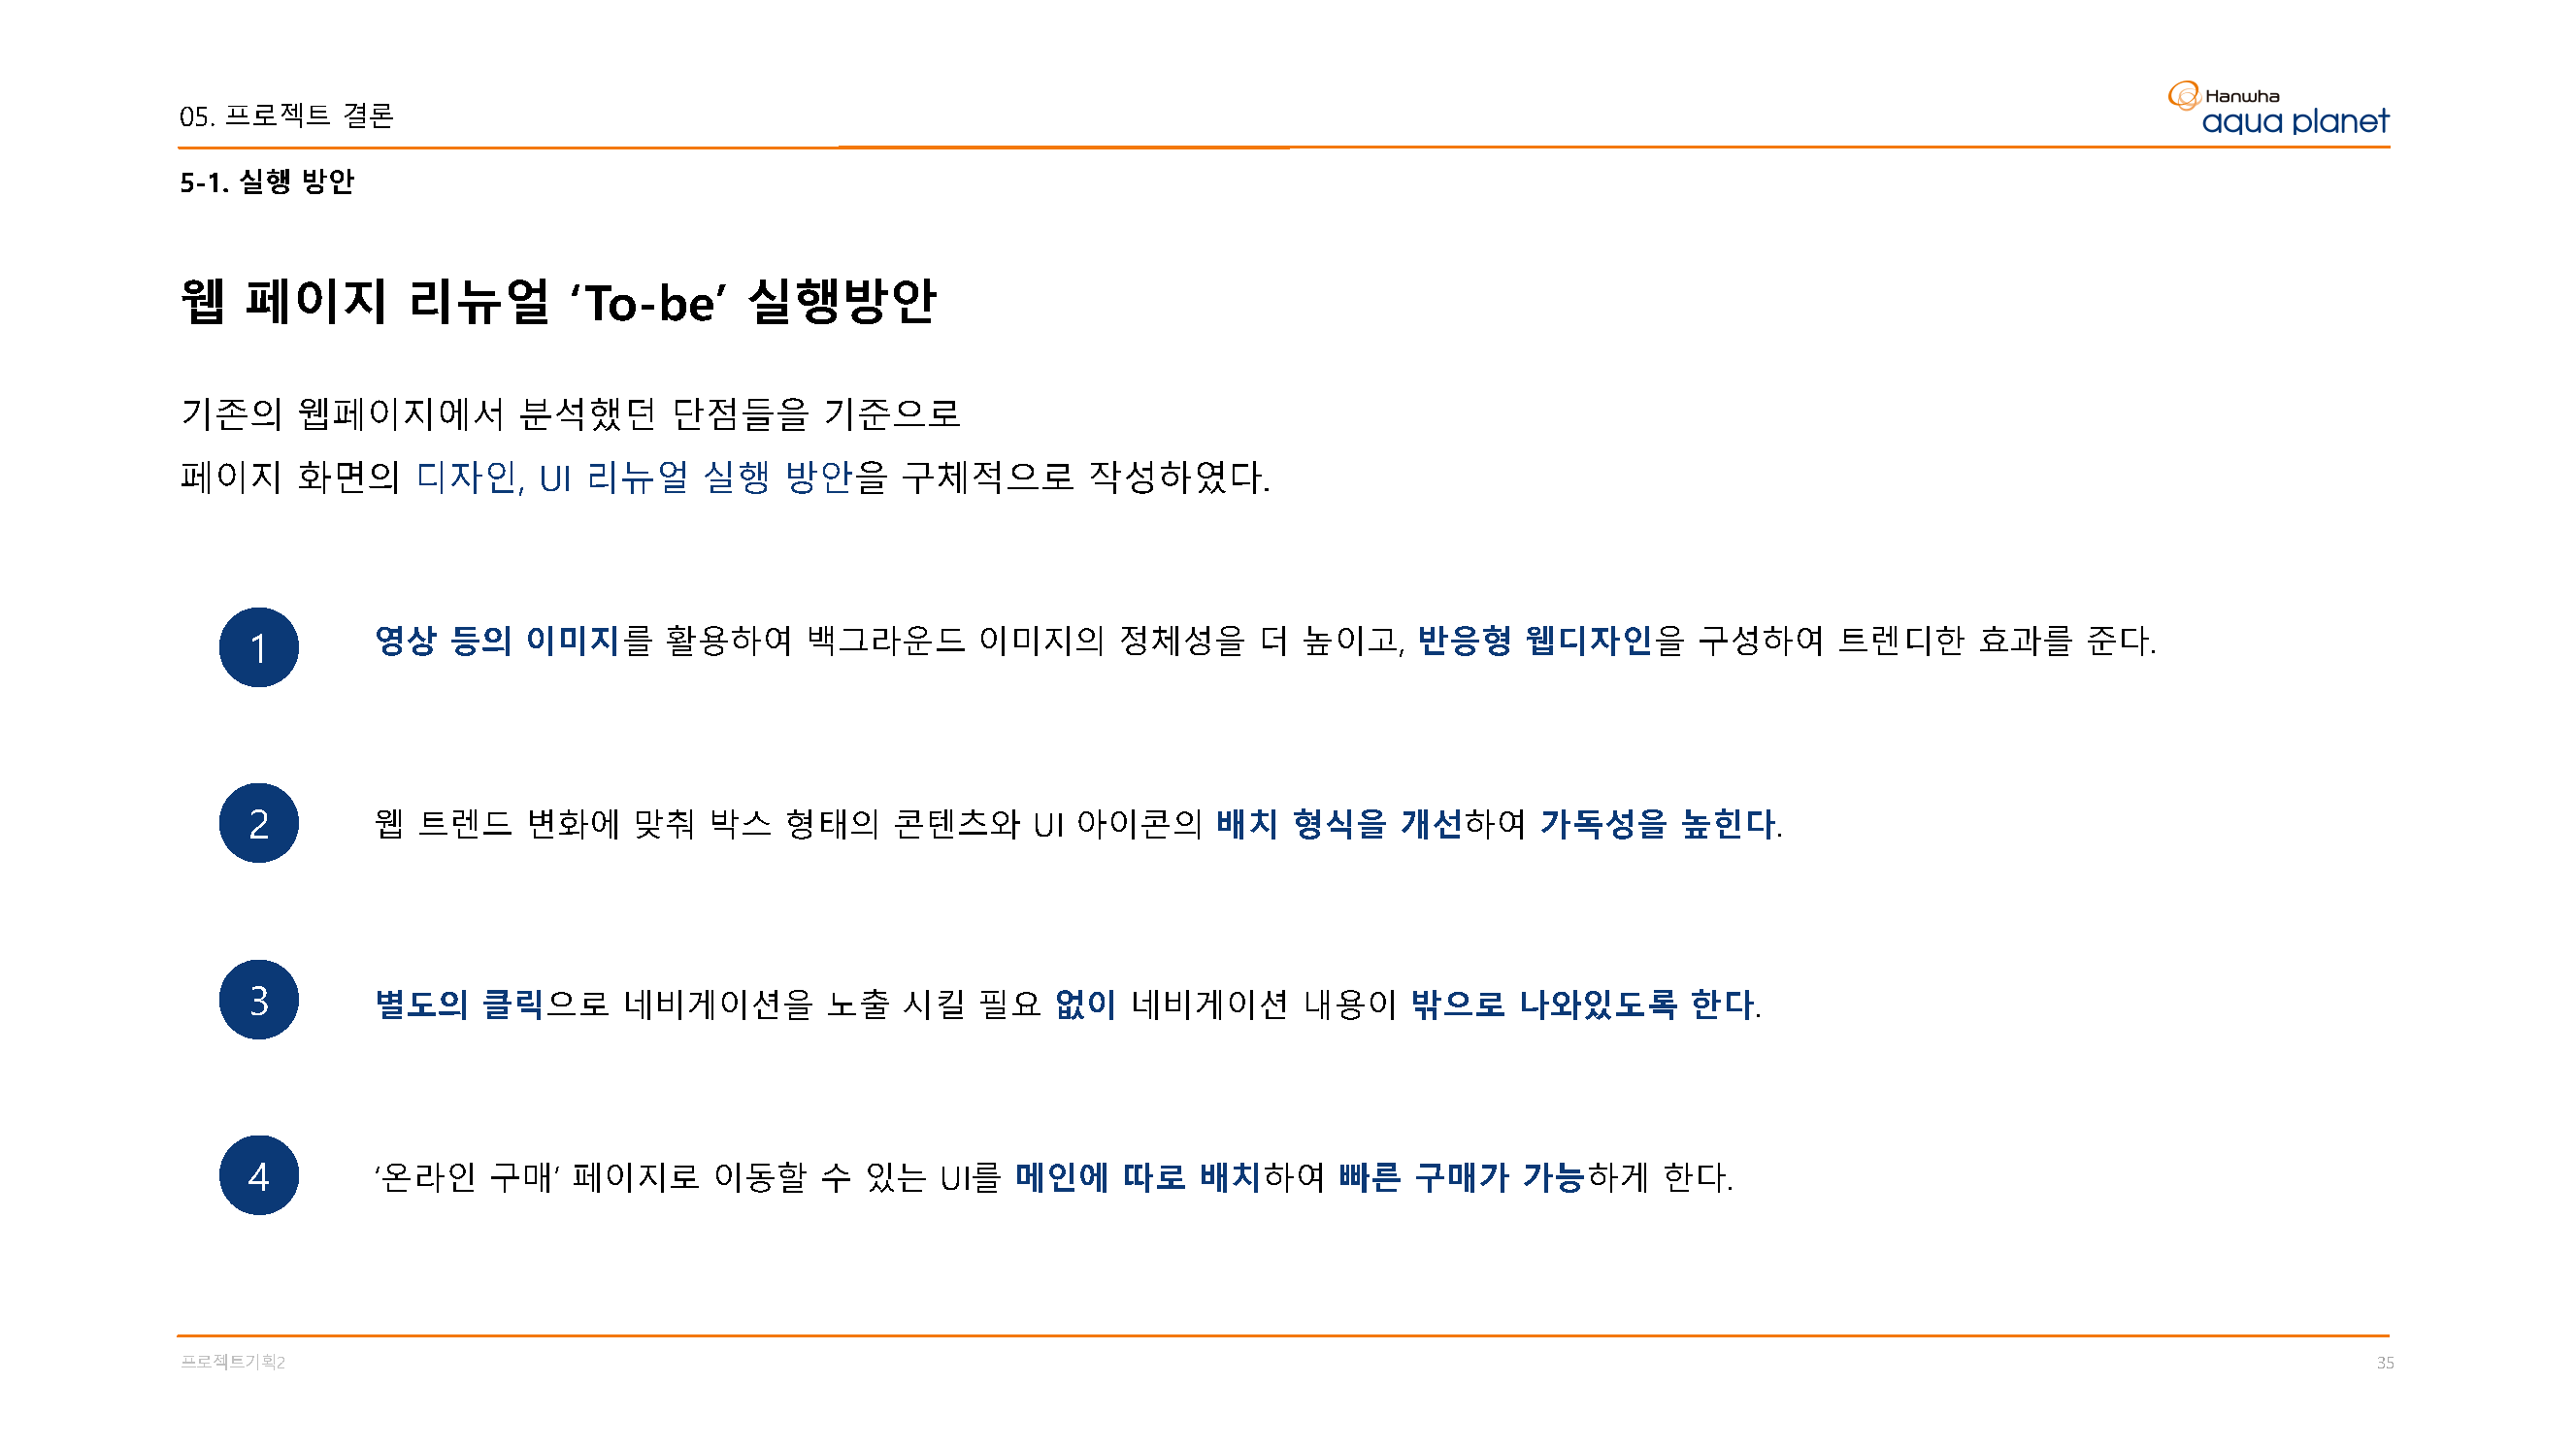 05. 프로젝트 결론
Hanwha
aqua planet
5-1. 실행 방안
웹 페이지 리뉴얼 ‘To-be’ 실행방안
기존의 웹페이지에서 분석했던 단점들을 기준으로
페이지 화면의 디자인, UI 리뉴얼 실행 방안을 구체적으로 작성하였다.
1 영상 등의 이미지를 활용하여 백그라운드 이미지의 정체성을 더 높이고, 반응형 웹디자인을 구성하여 트렌디한 효과를 준다.
2 웹 트렌드 변화에 맞춰 박스 형태의 콘텐츠와 UI 아이콘의 배치 형식을 개선하여 가독성을 높힌다.
3 별도의 클릭으로 네비게이션을 노출 시킬 필요 없이 네비게이션 내용이 밖으로 나와있도록 한다.
4 ‘온라인 구매’ 페이지로 이동할 수 있는 UI를 메인에 따로 배치하여 빠른 구매가 가능하게 한다.
프로젝트기획2
35